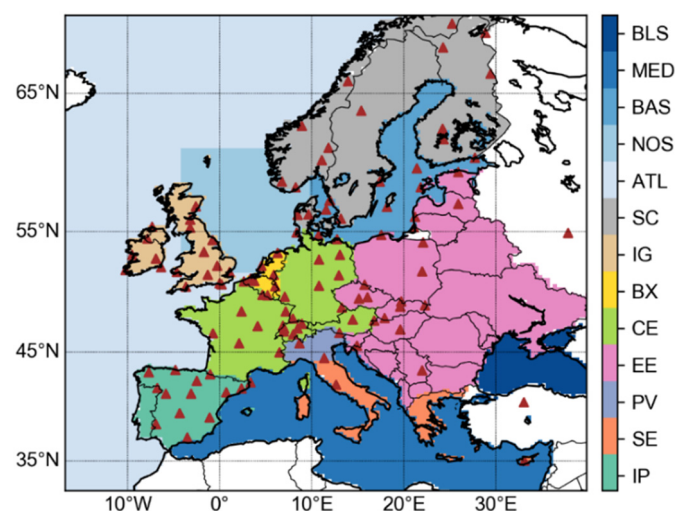 65°N
55°N
45°N
35°N
10°W
0°
10°E
20°E
30°E
BLS
MED
BAS
NOS
ATL
SC
IG
BX
CE
EE
PV
SE
IP